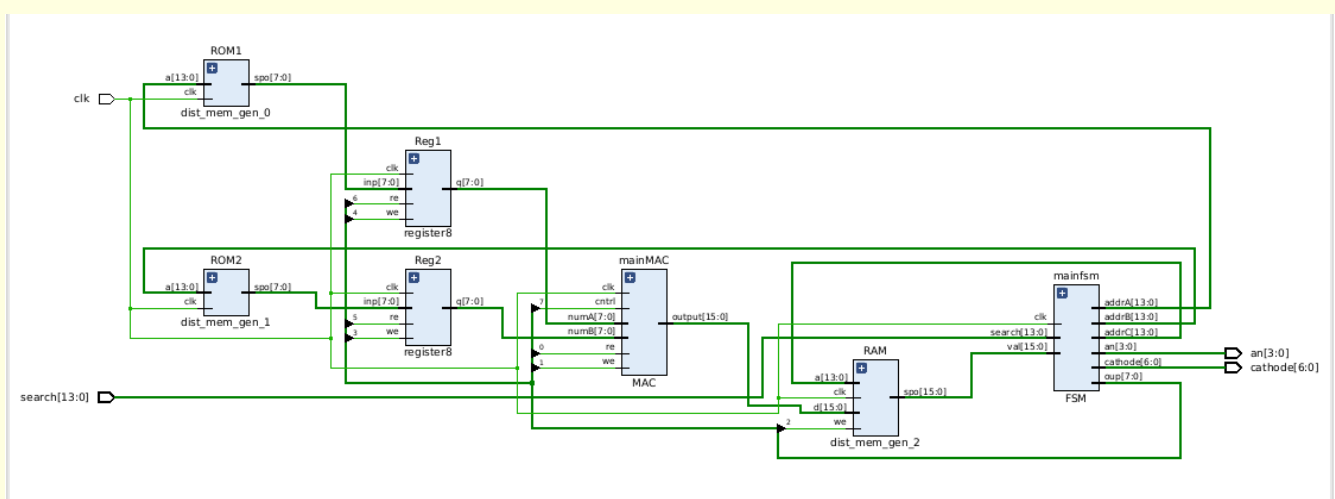 ROM1
a[13:0]
spo[7:0]
clk
clk
dist_mem_gen_0
Reg1
clk
inp[7:0]
q[7:0]
6
re
4
we
register8
ROM2
a[13:0]
spo[7:0]
clk
dist_mem_gen_1
Reg2
clk
inp[7:0]
q[7:0]
5
re
3
we
register8
mainMAC
clk
7
cntrl
numA[7:0]
output[15:0]
numB[7:0]
0
re
1
we
MAC
RAM
a[13:0]
clk
spo[15:0]
d[15:0]
2
we
dist_mem_gen_2
mainfsm
addrA[13:0]
clk
addrB[13:0]
search[13:0]
addrC[13:0]
val[15:0]
an[3:0]
cathode[6:0]
oup[7:0]
FSM
an[3:0]
cathode[6:0]
search[13:0]